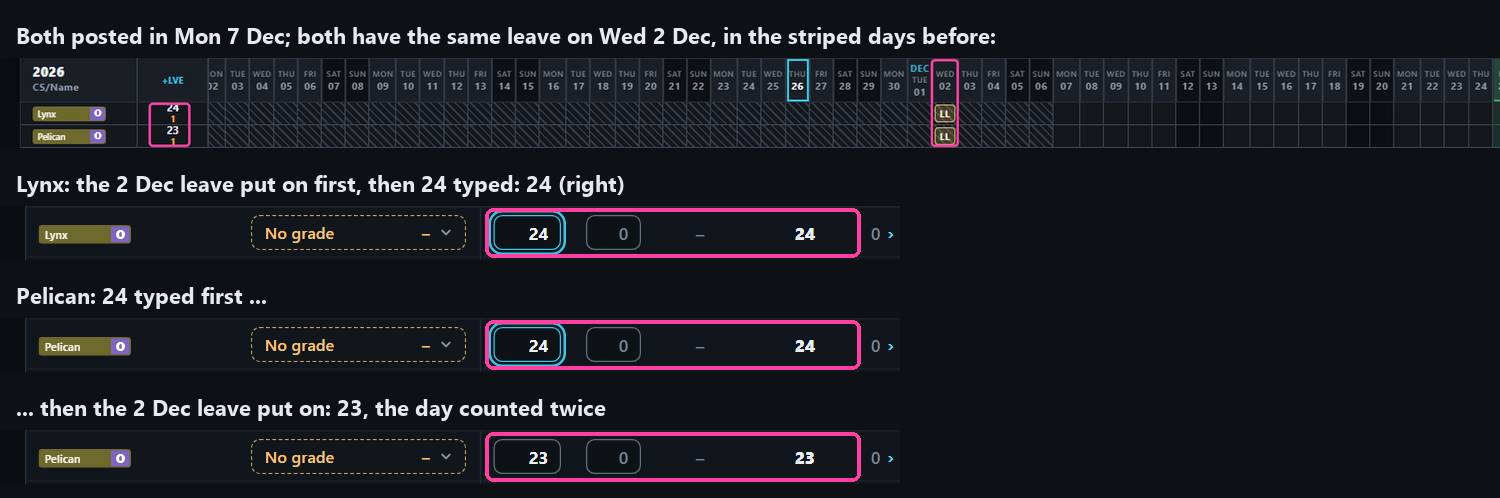 Both posted in Mon 7 Dec; both have the same leave on Wed 2 Dec, in the striped days before:
2026 +LVE ON TUE WED THU FRI SAT SUN MON TUE WED THU FRI SAT SUN MON TUE WED THU FRI SAT SUN MON TUE WED THU FRI SAT SUN MON DEC TUE WED THU FRI SAT SUN MON TUE WED THU FRI SAT SUN MON TUE WED THU FRI SAT SUN MON TUE WED THU
CS/Name 02 03 04 05 06 07 08 09 10 11 12 13 14 15 16 17 18 19 20 21 22 23 24 25 26 27 28 29 30 01 02 03 04 05 06 07 08 09 10 11 12 13 14 15 16 17 18 19 20 21 22 23 24
Lynx O 24 1 LL
Pelican O 23 1 LL
Lynx: the 2 Dec leave put on first, then 24 typed: 24 (right)
Lynx O No grade – 24 0 – 24 0 ›
Pelican: 24 typed first ...
Pelican O No grade – 24 0 – 24 0 ›
... then the 2 Dec leave put on: 23, the day counted twice
Pelican O No grade – 23 0 – 23 0 ›